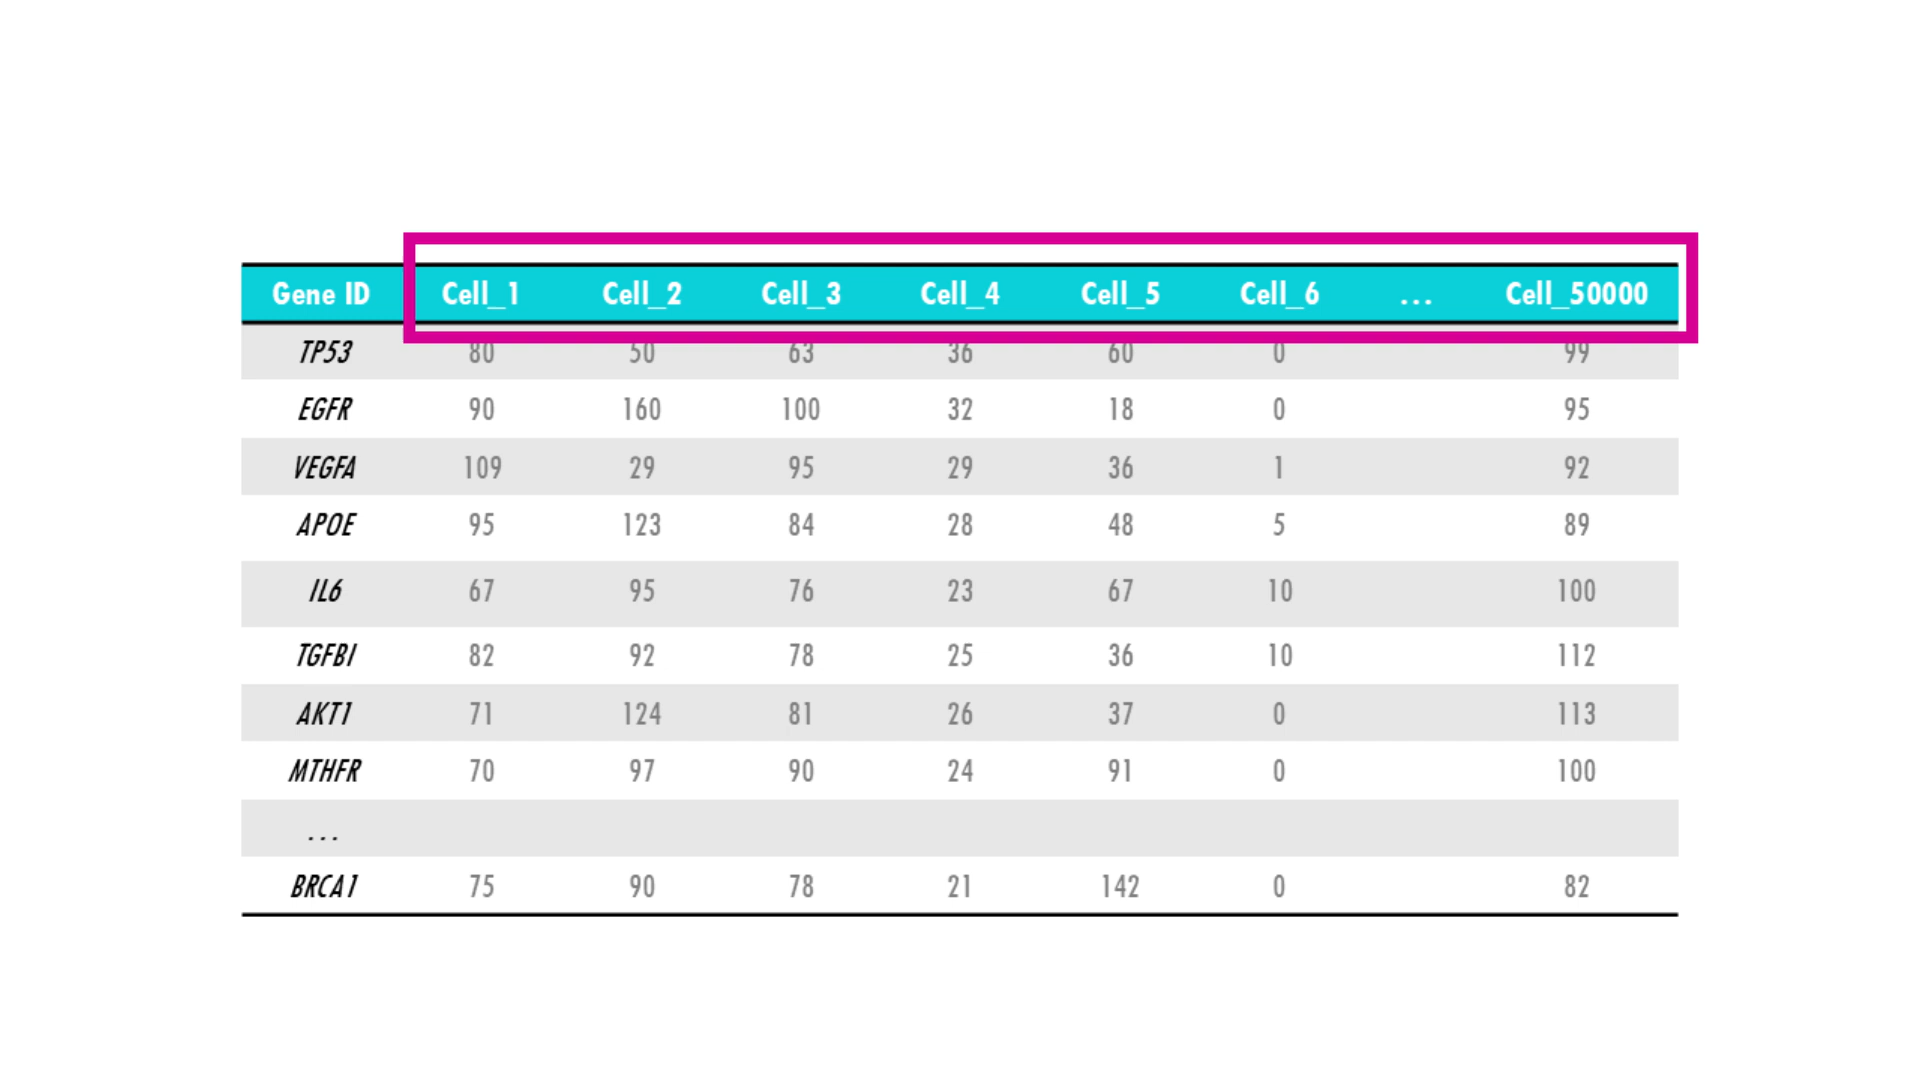 Gene ID Cell_1 Cell_2 Cell_3 Cell_4 Cell_5 Cell_6 ... Cell_50000
TP53 80 50 63 36 60 0 99
EGFR 90 160 100 32 18 0 95
VEGFA 109 29 95 29 36 1 92
APOE 95 123 84 28 48 5 89
IL6 67 95 76 23 67 10 100
TGFBI 82 92 78 25 36 10 112
AKT1 71 124 81 26 37 0 113
MTHFR 70 97 90 24 91 0 100
...
BRCA1 75 90 78 21 142 0 82